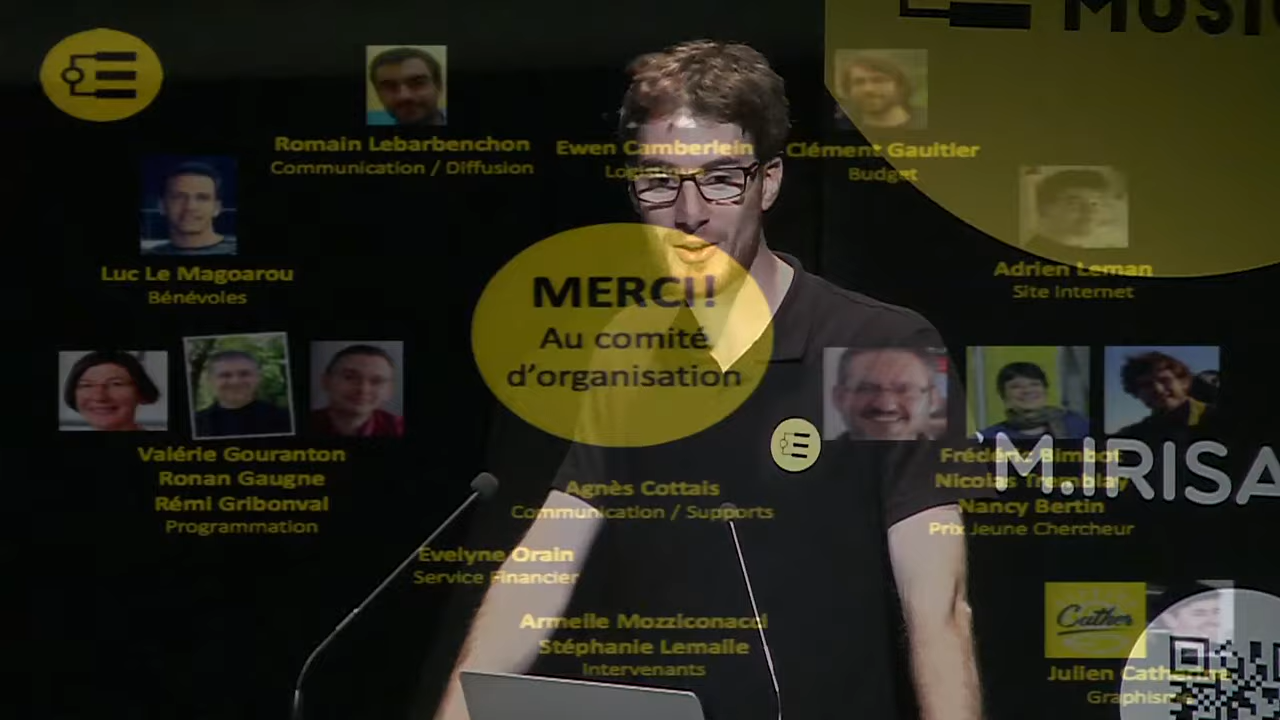 MUSI
Romain Lebarbenchon
Communication / Diffusion
Ewen Camberlein
Logistique
Clément Gaultier
Budget
Luc Le Magoarou
Bénévoles
Adrien Leman
Site Internet
MERCI!
Au comité
d'organisation
Valérie Gouranton
Ronan Gaugne
Rémi Gribonval
Programmation
Frédéric Bimbot
Nicolas Tremblay
Nancy Bertin
Prix Jeune Chercheur
'M.IRISA
Agnès Cottais
Communication / Supports
Evelyne Orain
Service Financier
Armelle Mozziconacci
Stéphanie Lemaile
Intervenants
Cather
Julien Catherine
Graphisme